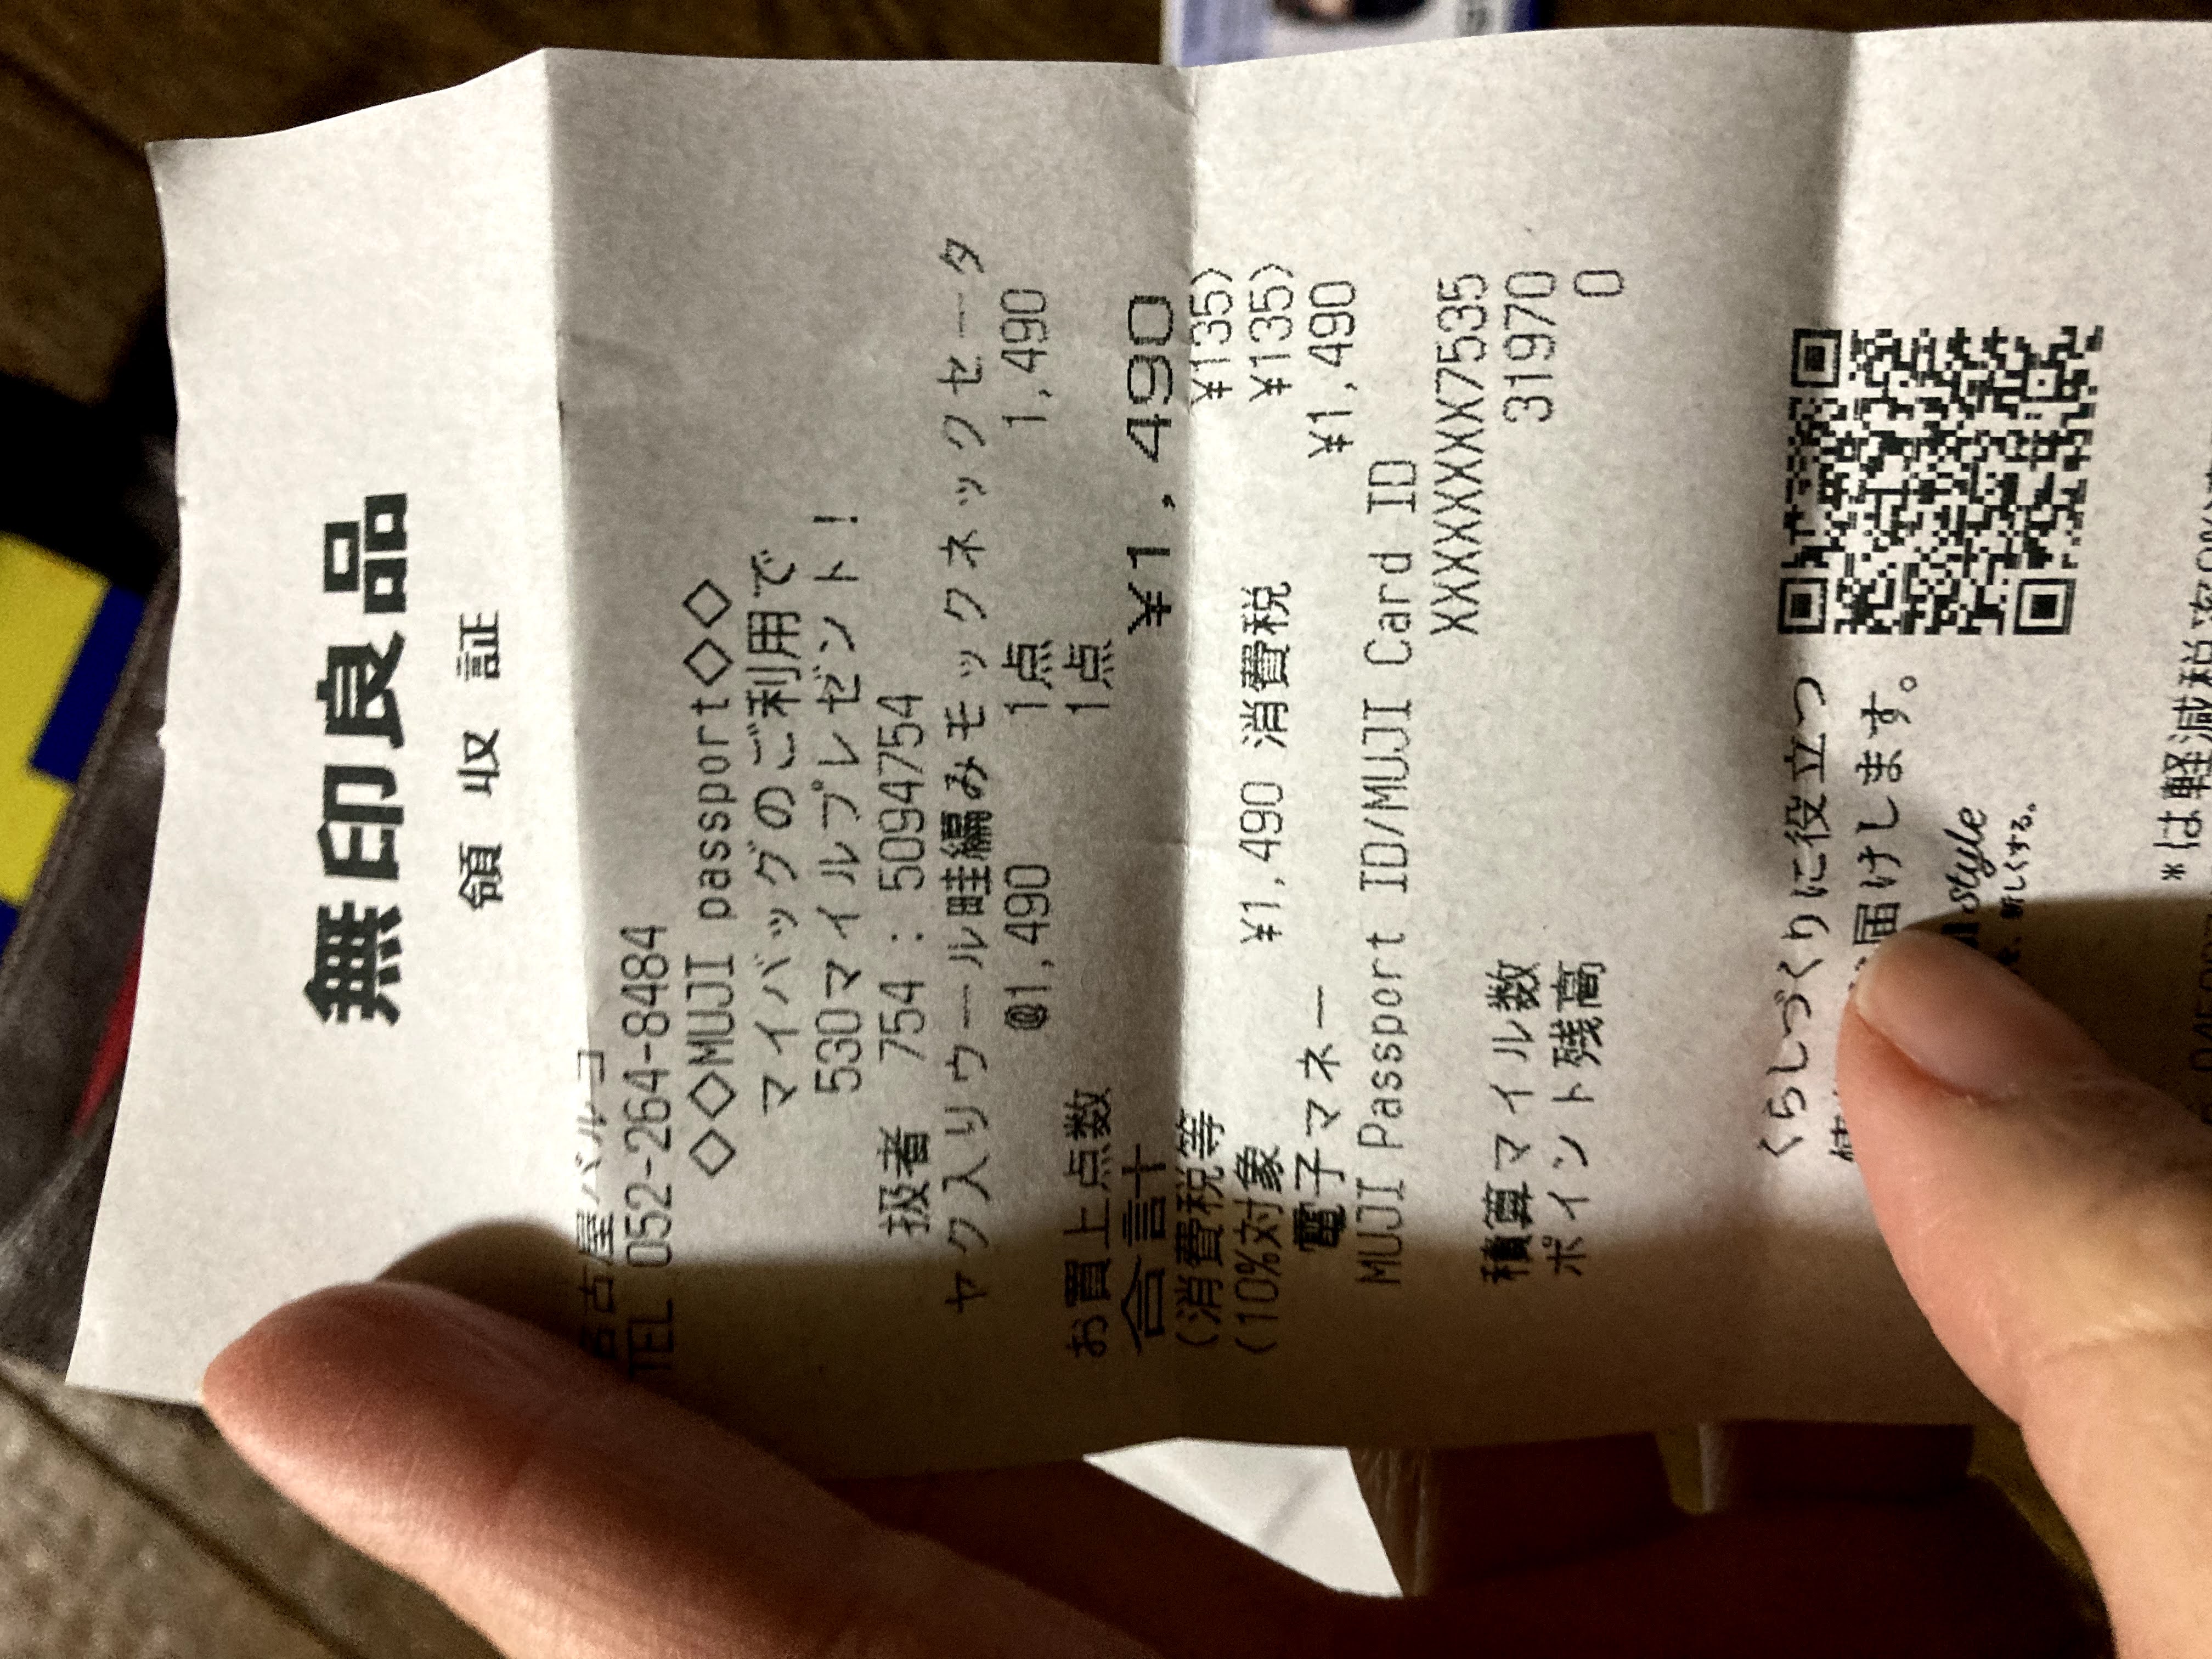 無印良品
領収証
名古屋パルコ
TEL 052-264-8484
◇◇MUJI passport◇◇
マイバッグのご利用で
530マイルプレゼント!
扱者 754 : 5094754
ヤク入りウール畦編みモックネックセータ
@1,490 1点 1,490
お買上点数 1点
合計 ¥1,490
(消費税等 ¥135)
(10%対象 ¥1,490 消費税 ¥135)
電子マネー ¥1,490
MUJI Passport ID/MUJI Card ID
XXXXXXXX7535
積算マイル数 31970
ポイント残高 0
くらしづくりに役立つ
お届けします。
style
を、新しくする。
*は軽減税率8%